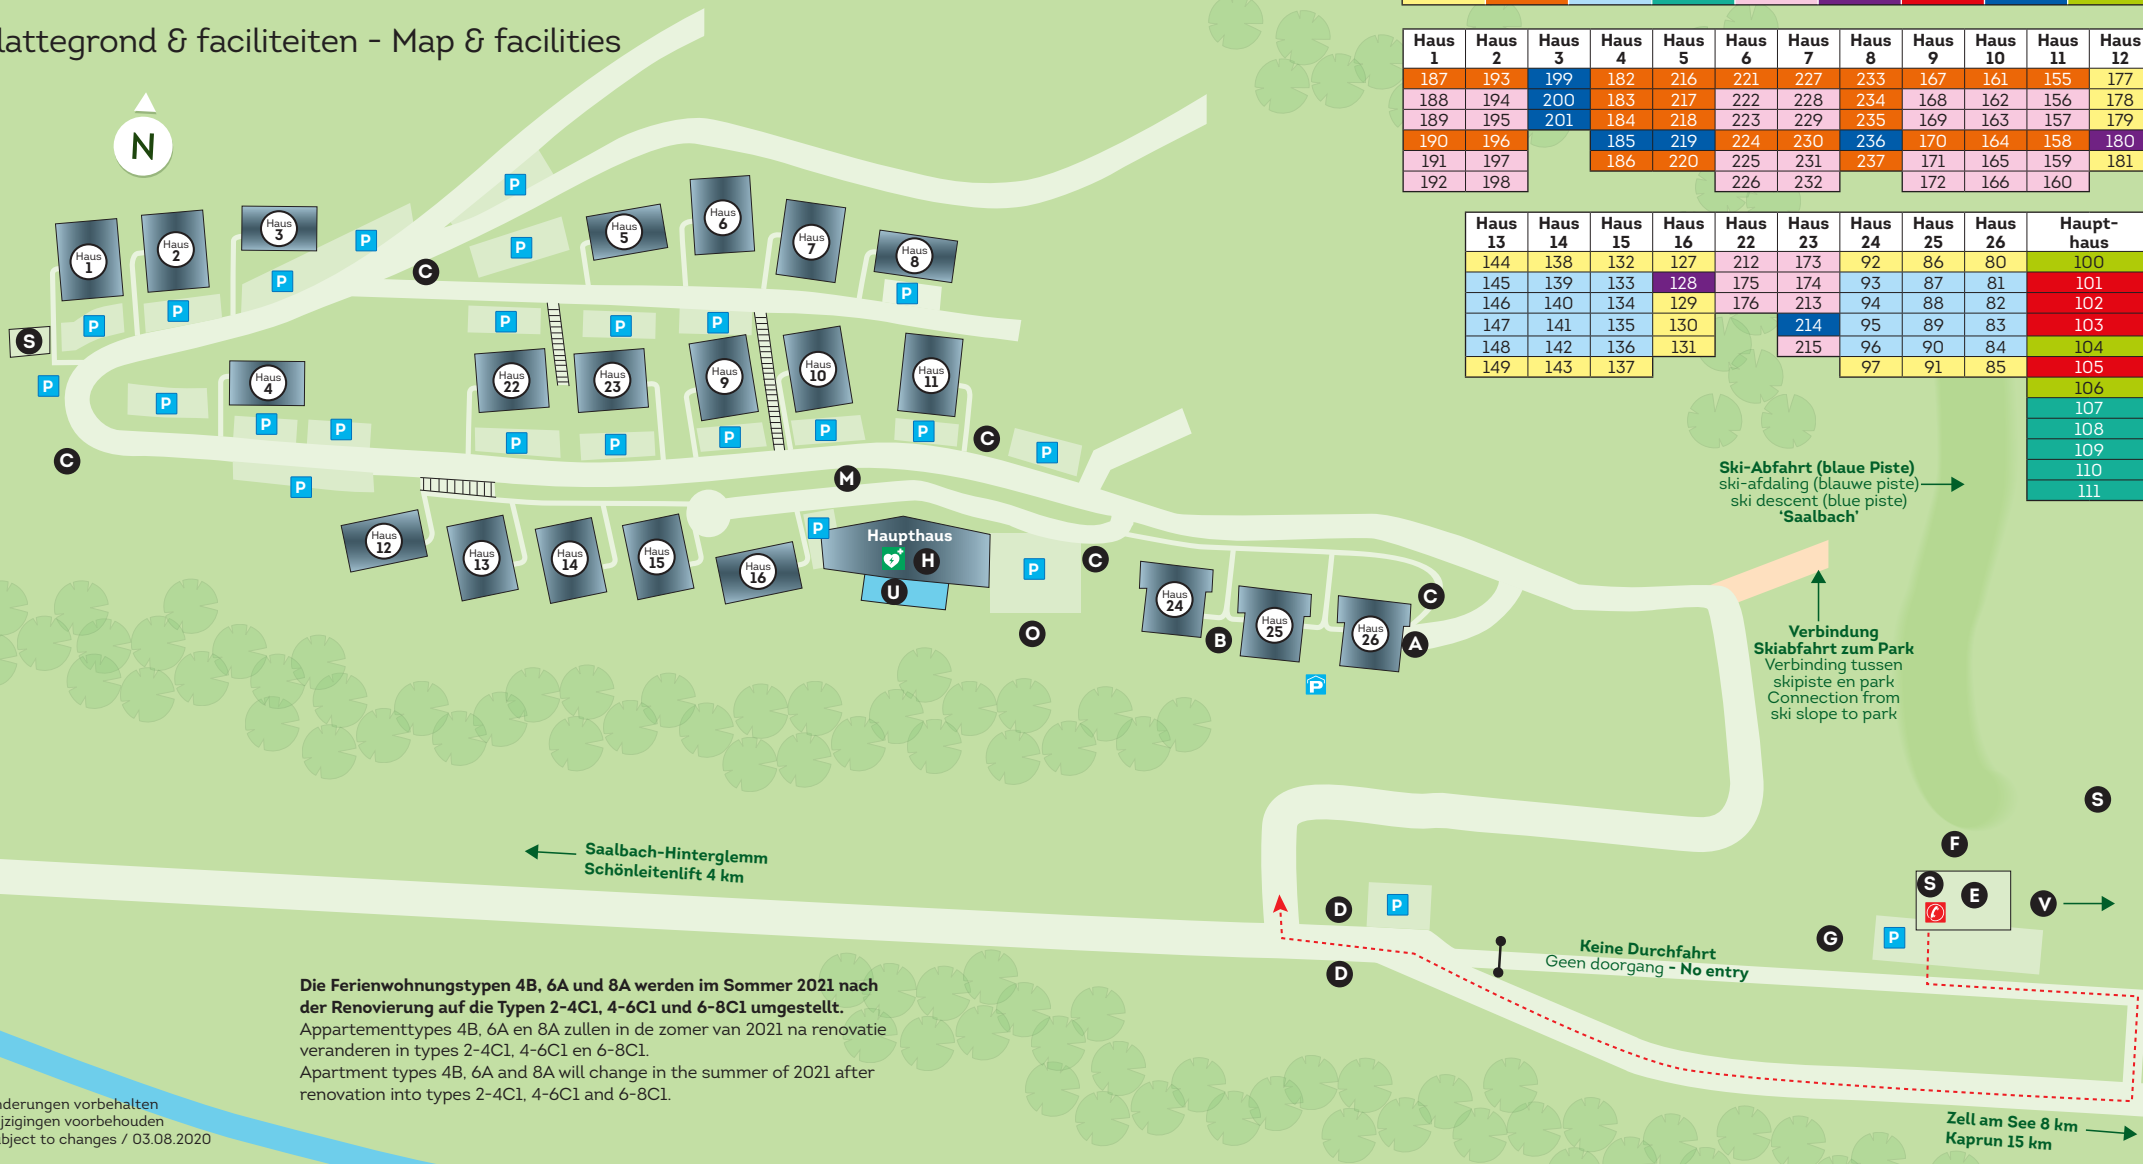 lattegrond & faciliteiten - Map & facilities
N
Haus Haus Haus Haus Haus Haus Haus Haus Haus Haus Haus Haus
1 2 3 4 5 6 7 8 9 10 11 12
187 193 199 182 216 221 227 233 167 161 155 177
188 194 200 183 217 222 228 234 168 162 156 178
189 195 201 184 218 223 229 235 169 163 157 179
190 196 185 219 224 230 236 170 164 158 180
191 197 186 220 225 231 237 171 165 159 181
192 198 226 232 172 166 160
Haus Haus Haus Haus Haus Haus Haus Haus Haus Haupt-
13 14 15 16 22 23 24 25 26 haus
144 138 132 127 212 173 92 86 80 100
145 139 133 128 175 174 93 87 81 101
146 140 134 129 176 213 94 88 82 102
147 141 135 130 214 95 89 83 103
148 142 136 131 215 96 90 84 104
149 143 137 97 91 85 105
106
107
108
109
110
111
P
Haus
6
Haus
3
Haus
5
Haus
7
Haus
2
Haus
1
Haus
8
P
P
C
P
P
P
P
S
P
P
P
P
Haus
4
Haus
22
Haus
23
Haus
9
Haus
10
Haus
11
P
P
P
P
P
P
P
P
P
P
C
P
C
M
P
Haus
12
Haus
13
Haus
14
Haus
15
Haus
16
P
Haupthaus
H
U
P
C
O
Haus
24
Haus
25
Haus
26
C
B
A
P
Ski-Abfahrt (blaue Piste)
ski-afdaling (blauwe piste)
ski descent (blue piste)
‘Saalbach’
Verbindung
Skiabfahrt zum Park
Verbinding tussen
skipiste en park
Connection from
ski slope to park
Saalbach-Hinterglemm
Schönleitenlift 4 km
S
F
S
E
V
G
P
D
P
D
Keine Durchfahrt
Geen doorgang - No entry
Die Ferienwohnungstypen 4B, 6A und 8A werden im Sommer 2021 nach
der Renovierung auf die Typen 2-4C1, 4-6C1 und 6-8C1 umgestellt.
Appartementtypes 4B, 6A en 8A zullen in de zomer van 2021 na renovatie
veranderen in types 2-4C1, 4-6C1 en 6-8C1.
Apartment types 4B, 6A and 8A will change in the summer of 2021 after
renovation into types 2-4C1, 4-6C1 and 6-8C1.
nderungen vorbehalten
jzigingen voorbehouden
bject to changes / 03.08.2020
Zell am See 8 km
Kaprun 15 km